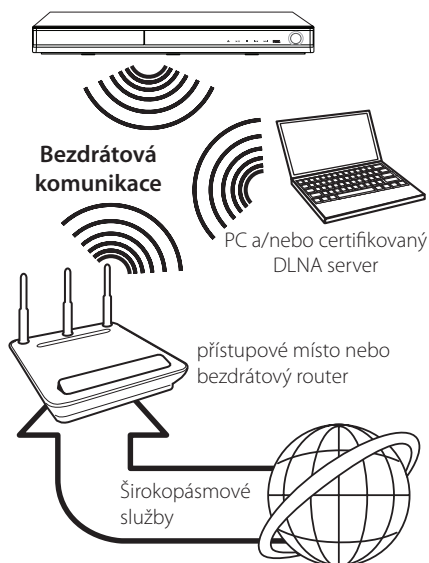 Bezdrátová
komunikace
PC a/nebo certifikovaný
DLNA server
přístupové místo nebo
bezdrátový router
Širokopásmové
služby